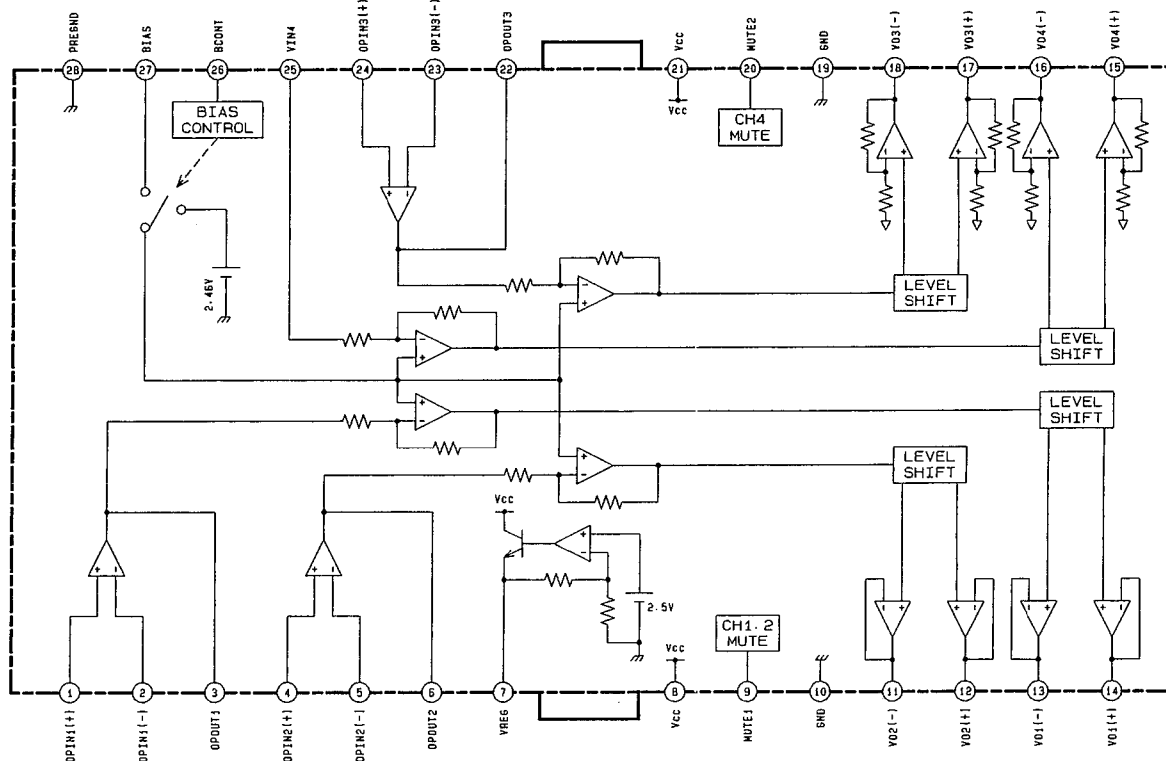 PREGND
BIAS
BCONT
VIN4
OPIN3(+)
OPIN3(-)
OPOUT3
Vcc
MUTE2
GND
VO3(-)
VO3(+)
VO4(-)
VO4(+)
28
27
26
25
24
23
22
21
20
19
18
17
16
15
Vcc
BIAS
CONTROL
CH4
MUTE
+
-
2.46V
LEVEL
SHIFT
LEVEL
SHIFT
LEVEL
SHIFT
LEVEL
SHIFT
Vcc
2.5V
CH1.2
MUTE
Vcc
1
2
3
4
5
6
7
8
9
10
11
12
13
14
OPIN1(+)
OPIN1(-)
OPOUT1
OPIN2(+)
OPIN2(-)
OPOUT2
VREG
Vcc
MUTE1
GND
VO2(-)
VO2(+)
VO1(-)
VO1(+)